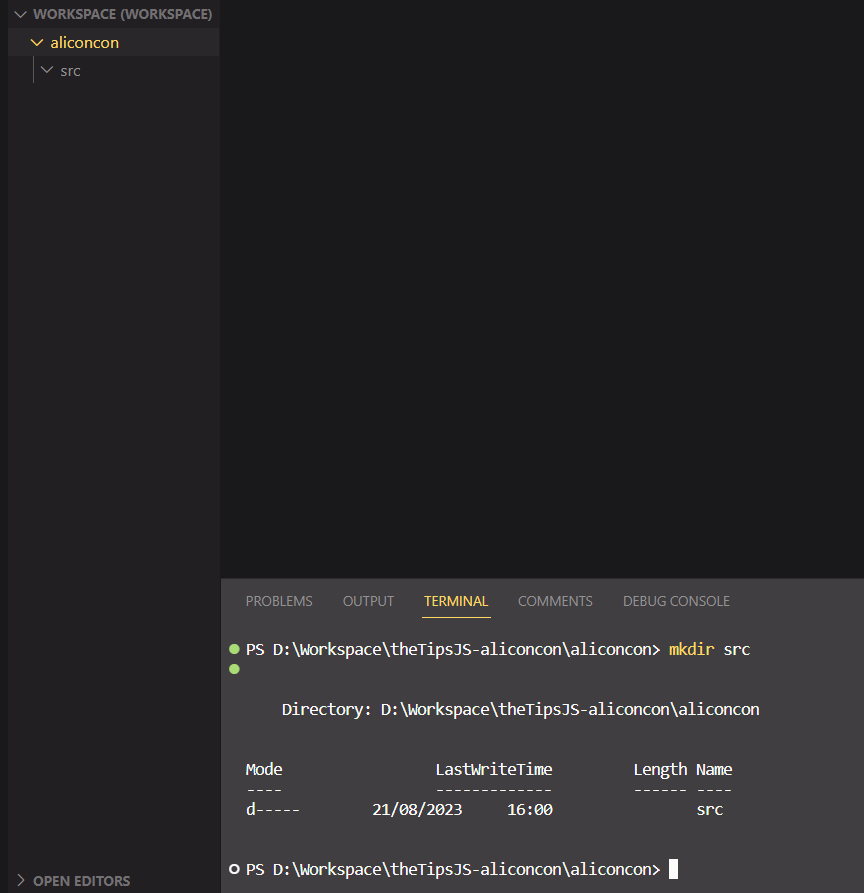 WORKSPACE (WORKSPACE)
aliconcon
src
PROBLEMS OUTPUT TERMINAL COMMENTS DEBUG CONSOLE
PS D:\Workspace\theTipsJS-aliconcon\aliconcon> mkdir src
Directory: D:\Workspace\theTipsJS-aliconcon\aliconcon
Mode LastWriteTime Length Name
---- ------------- ------ ----
d----- 21/08/2023 16:00 src
PS D:\Workspace\theTipsJS-aliconcon\aliconcon>
OPEN EDITORS